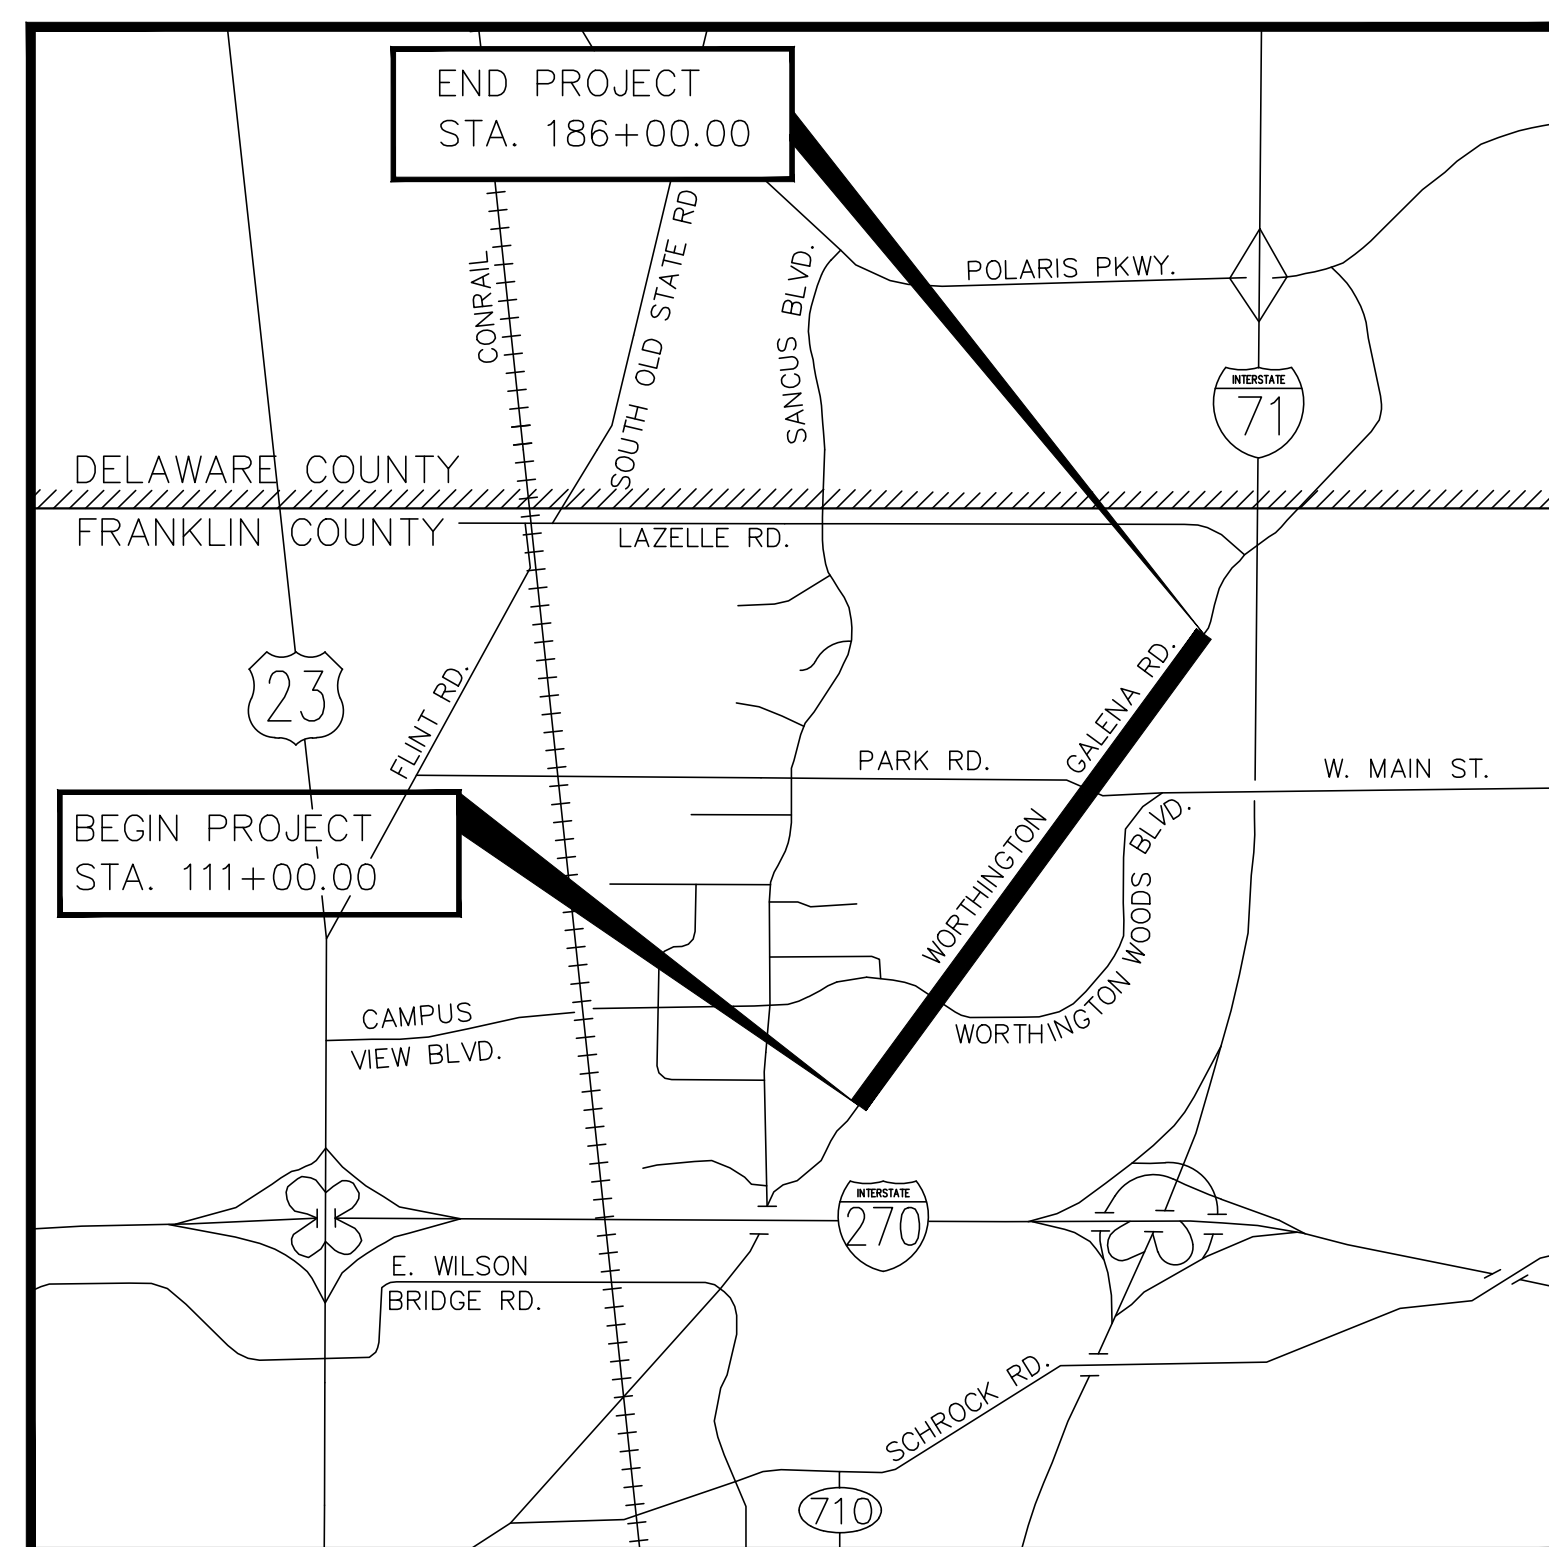 END PROJECT
STA. 186+00.00
CONRAIL
SOUTH OLD STATE RD
SANCUS BLVD.
POLARIS PKWY.
INTERSTATE
71
DELAWARE COUNTY
FRANKLIN COUNTY
LAZELLE RD.
23
FLINT RD.
PARK RD.
WORTHINGTON GALENA RD.
W. MAIN ST.
BEGIN PROJECT
STA. 111+00.00
WORTHINGTON WOODS BLVD.
CAMPUS
VIEW BLVD.
INTERSTATE
270
E. WILSON
BRIDGE RD.
SCHROCK RD.
710